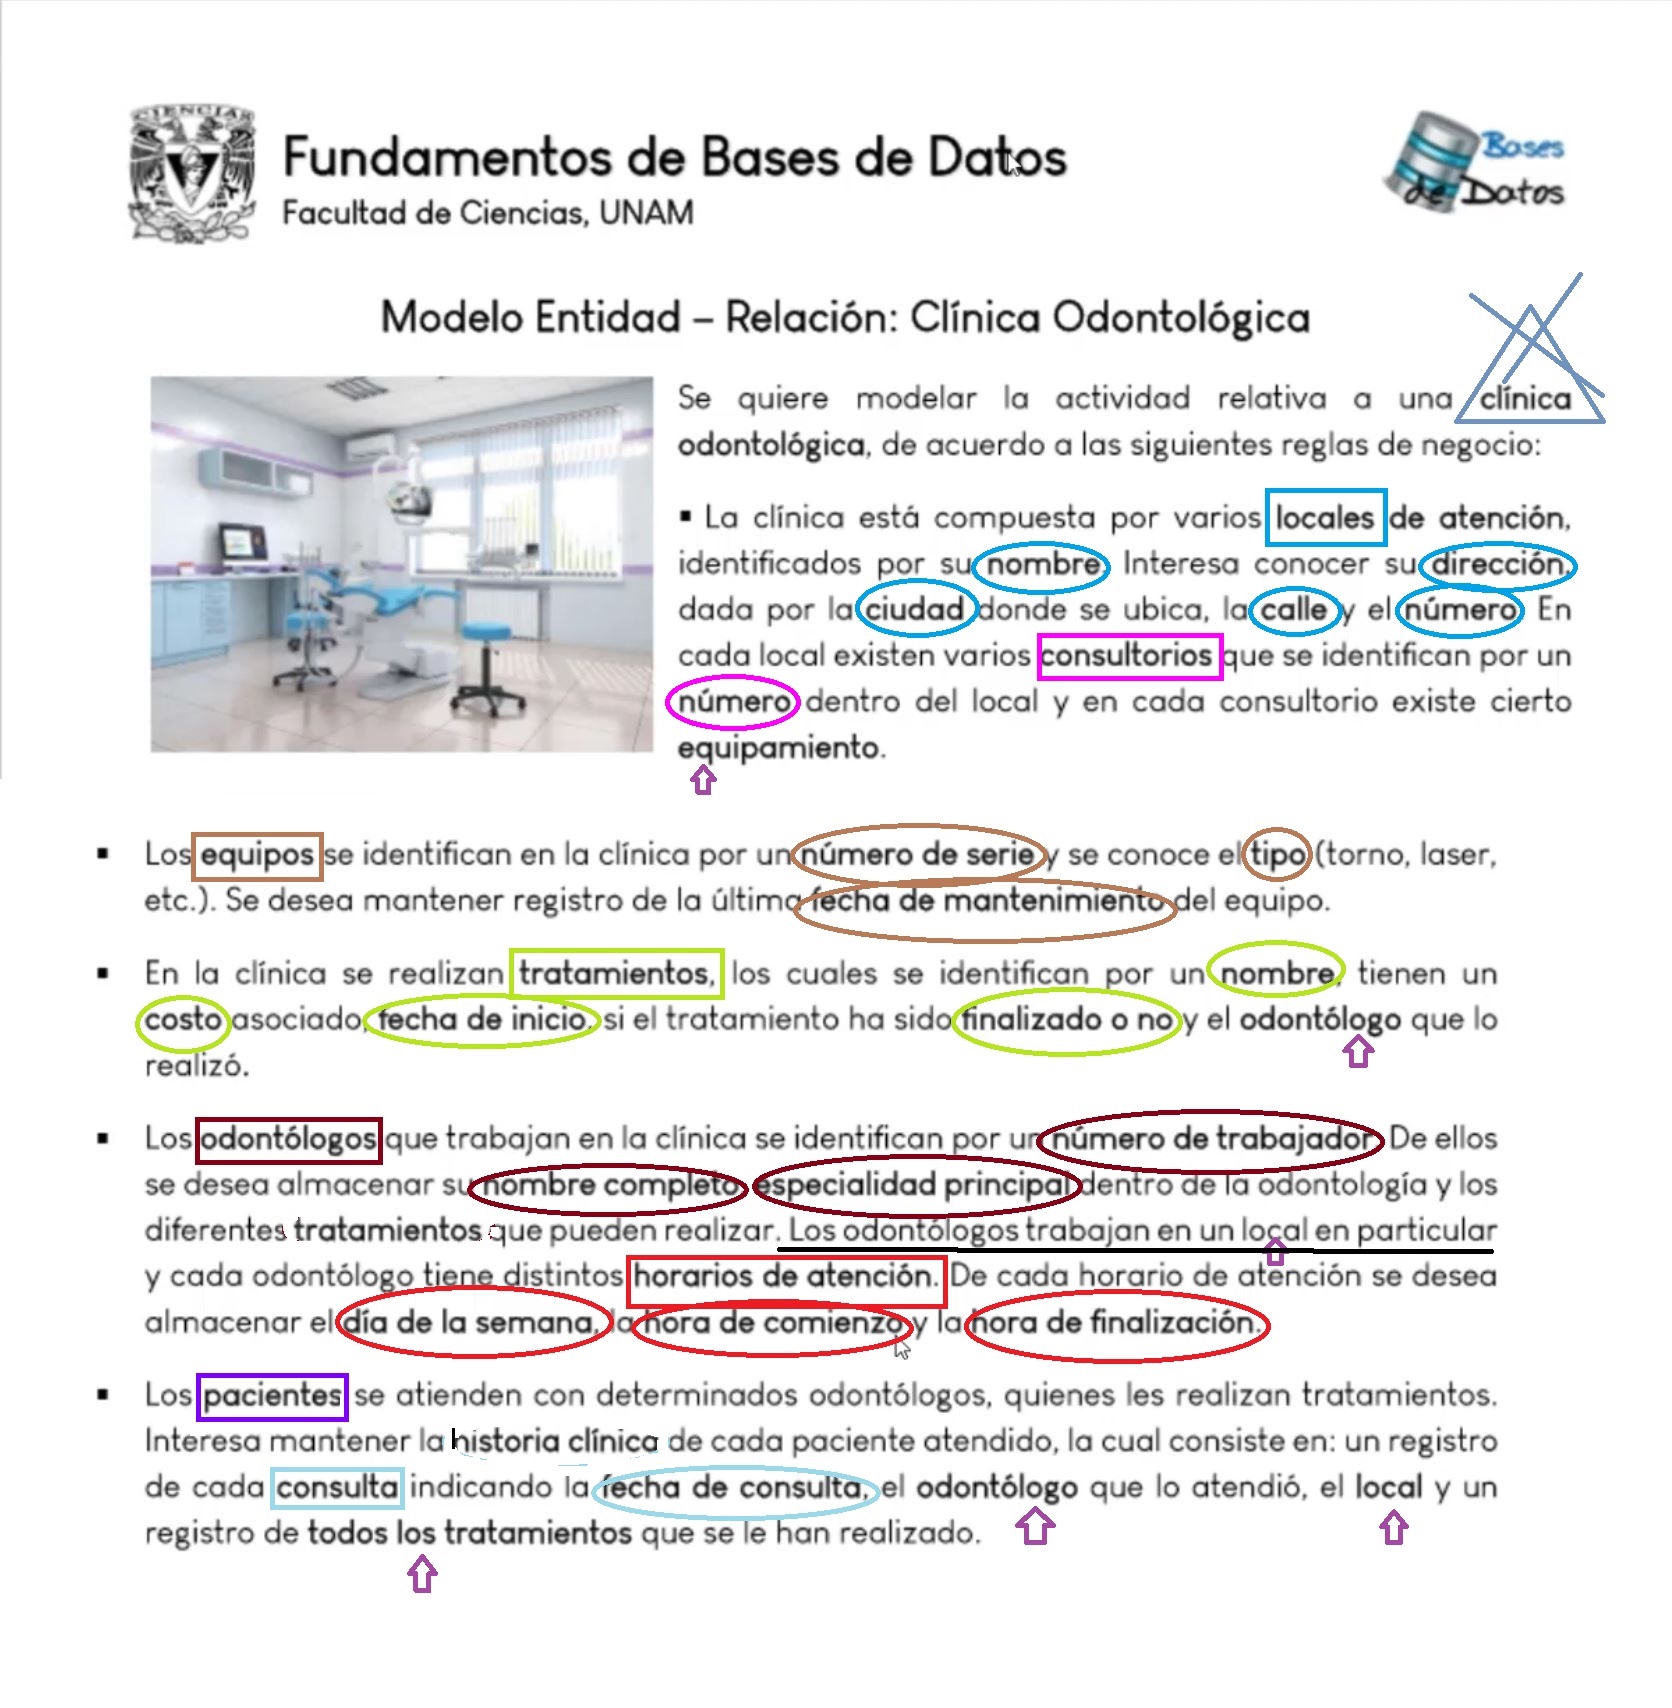 CIENCIAS
Fundamentos de Bases de Datos
Facultad de Ciencias, UNAM
Bases
de Datos
Modelo Entidad – Relación: Clínica Odontológica
Se quiere modelar la actividad relativa a una clínica
odontológica, de acuerdo a las siguientes reglas de negocio:
▪ La clínica está compuesta por varios locales de atención,
identificados por su nombre. Interesa conocer su dirección,
dada por la ciudad donde se ubica, la calle y el número. En
cada local existen varios consultorios que se identifican por un
número dentro del local y en cada consultorio existe cierto
equipamiento.
▪ Los equipos se identifican en la clínica por un número de serie y se conoce el tipo (torno, laser,
etc.). Se desea mantener registro de la última fecha de mantenimiento del equipo.
▪ En la clínica se realizan tratamientos, los cuales se identifican por un nombre, tienen un
costo asociado, fecha de inicio, si el tratamiento ha sido finalizado o no y el odontólogo que lo
realizó.
▪ Los odontólogos que trabajan en la clínica se identifican por un número de trabajador. De ellos
se desea almacenar su nombre completo, especialidad principal dentro de la odontología y los
diferentes tratamientos que pueden realizar. Los odontólogos trabajan en un local en particular
y cada odontólogo tiene distintos horarios de atención. De cada horario de atención se desea
almacenar el día de la semana, la hora de comienzo y la hora de finalización.
▪ Los pacientes se atienden con determinados odontólogos, quienes les realizan tratamientos.
Interesa mantener la historia clínica de cada paciente atendido, la cual consiste en: un registro
de cada consulta indicando la fecha de consulta, el odontólogo que lo atendió, el local y un
registro de todos los tratamientos que se le han realizado.